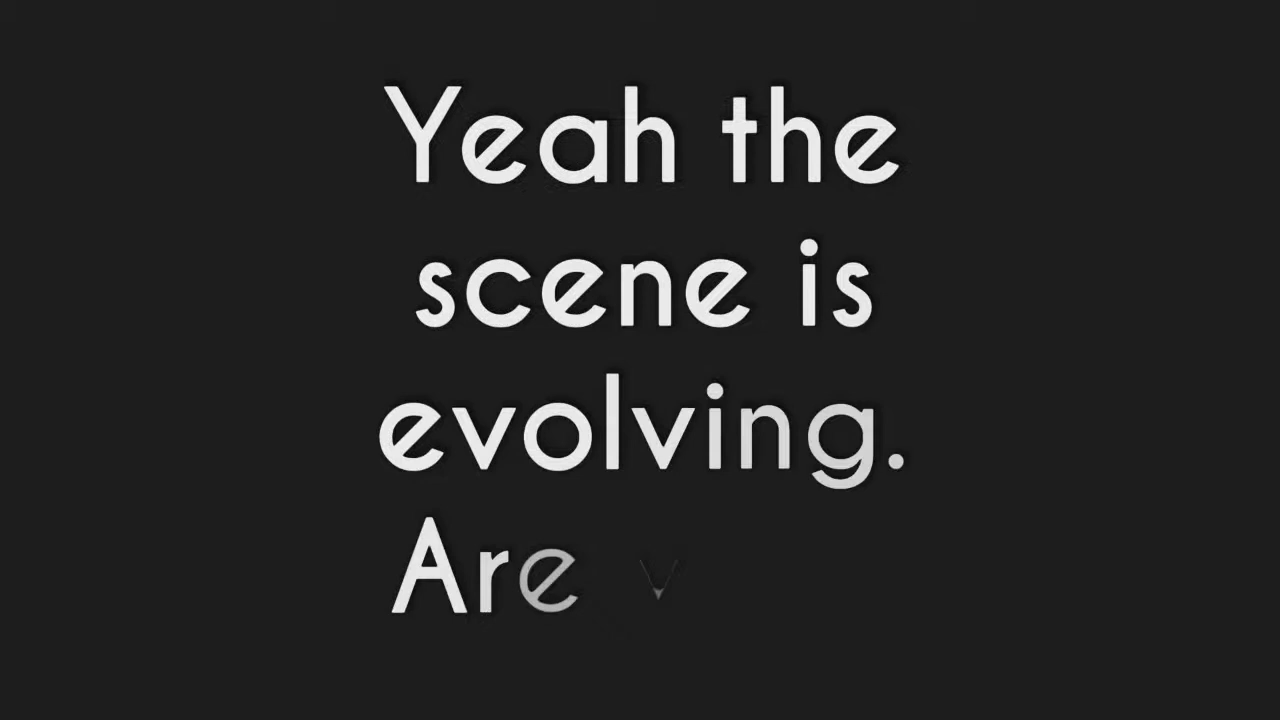 Yeah the
scene is
evolving.
Are